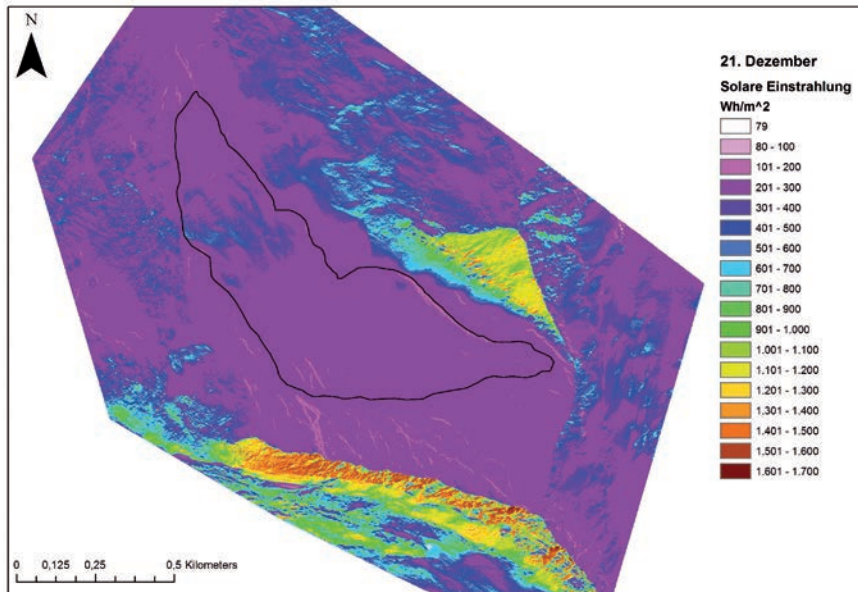 N
21. Dezember
Solare Einstrahlung
Wh/m^2
79
80 - 100
101 - 200
201 - 300
301 - 400
401 - 500
501 - 600
601 - 700
701 - 800
801 - 900
901 - 1.000
1.001 - 1.100
1.101 - 1.200
1.201 - 1.300
1.301 - 1.400
1.401 - 1.500
1.501 - 1.600
1.601 - 1.700
0 0,125 0,25 0,5 Kilometers